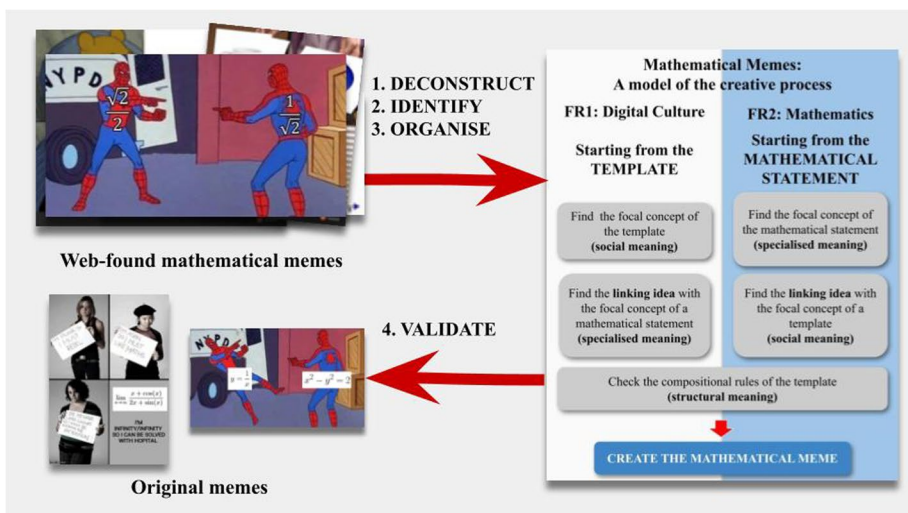 NYPD
√2
2
1
√2
Web-found mathematical memes
1. DECONSTRUCT
2. IDENTIFY
3. ORGANISE
Mathematical Memes:
A model of the creative process
FR1: Digital Culture
Starting from the
TEMPLATE
FR2: Mathematics
Starting from the
MATHEMATICAL
STATEMENT
Find the focal concept of
the template
(social meaning)
Find the focal concept of
the mathematical statement
(specialised meaning)
Find the linking idea with
the focal concept of a
mathematical statement
(specialised meaning)
Find the linking idea with
the focal concept of a
template
(social meaning)
Check the compositional rules of the template
(structural meaning)
CREATE THE MATHEMATICAL MEME
4. VALIDATE
NYPD
y = 1/x
x² − y² = 2
lim x + cos(x)
2x + sin(x)
I'M
INFINITY/INFINITY
SO I CAN BE SOLVED
WITH HOPITAL
Original memes